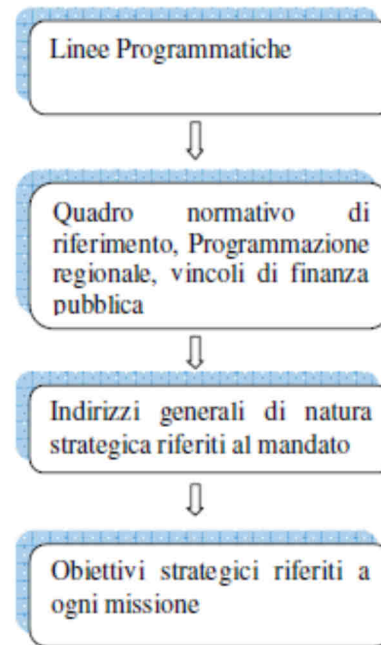 Linee Programmatiche
Quadro normativo di
riferimento, Programmazione
regionale, vincoli di finanza
pubblica
Indirizzi generali di natura
strategica riferiti al mandato
Obiettivi strategici riferiti a
ogni missione